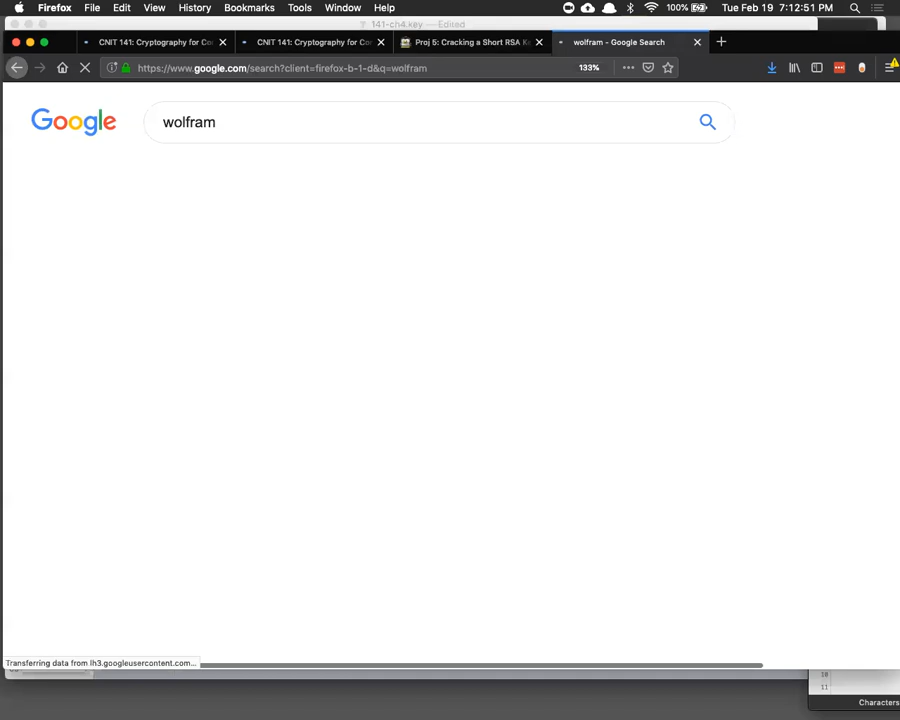 Firefox File Edit View History Bookmarks Tools Window Help 100% Tue Feb 19 7:12:51 PM
141-ch4.key — Edited
CNIT 141: Cryptography for Co CNIT 141: Cryptography for Co Proj 5: Cracking a Short RSA K wolfram - Google Search
https://www.google.com/search?client=firefox-b-1-d&q=wolfram 133%
Google wolfram
Transferring data from lh3.googleusercontent.com...
10
11
Characters